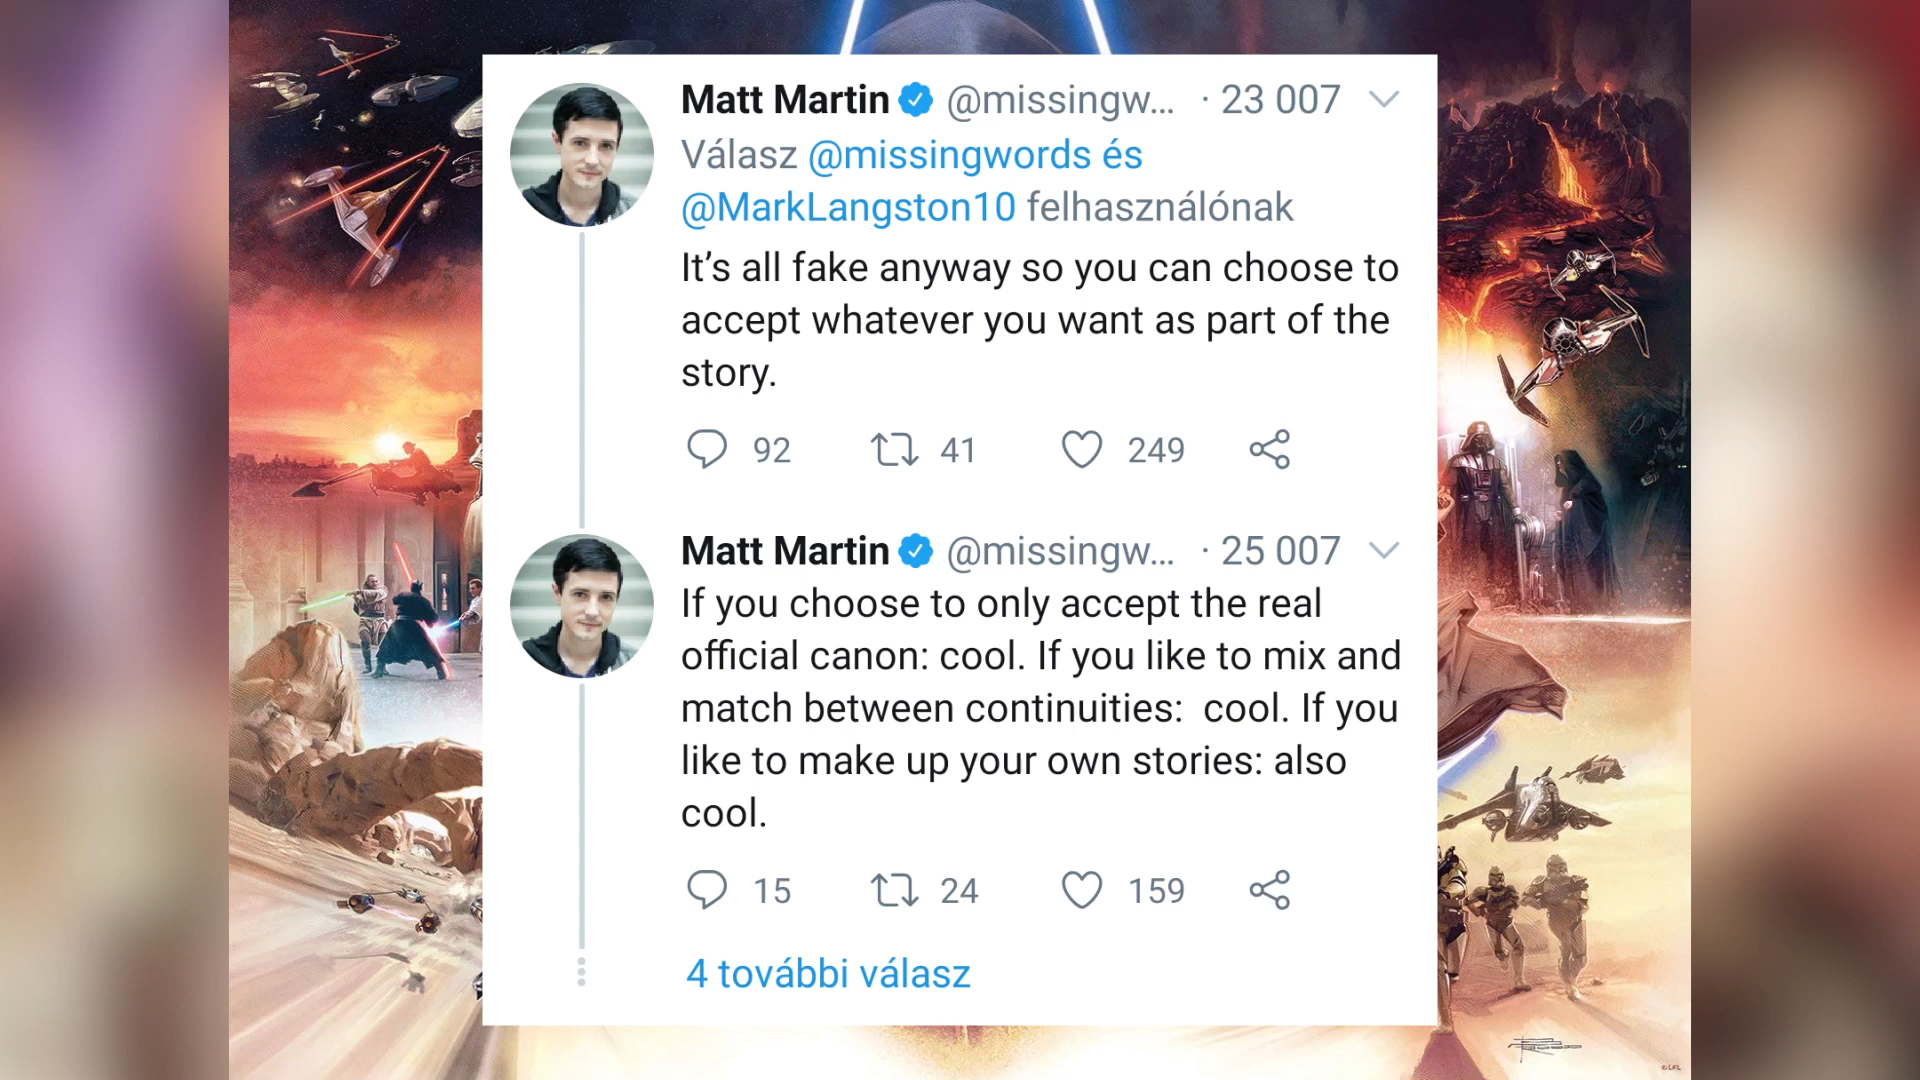 Matt Martin @missingw... · 23 007
Válasz @missingwords és
@MarkLangston10 felhasználónak
It’s all fake anyway so you can choose to
accept whatever you want as part of the
story.
92 41 249
Matt Martin @missingw... · 25 007
If you choose to only accept the real
official canon: cool. If you like to mix and
match between continuities:  cool. If you
like to make up your own stories: also
cool.
15 24 159
4 további válasz
©LFL